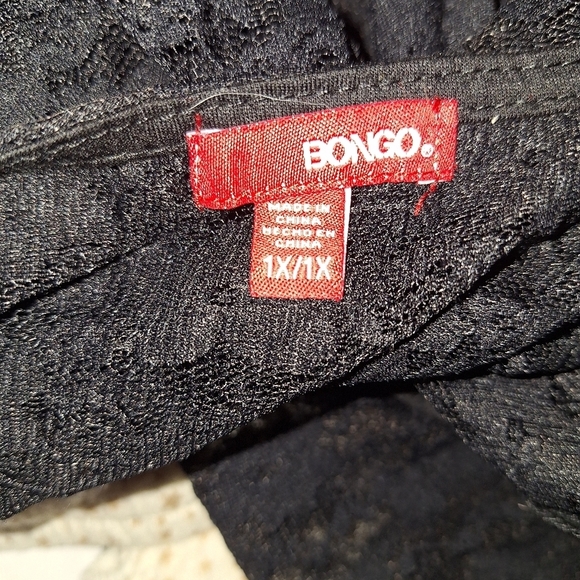 BONGO®
MADE IN
CHINA
HECHO EN
CHINA
1X/1X